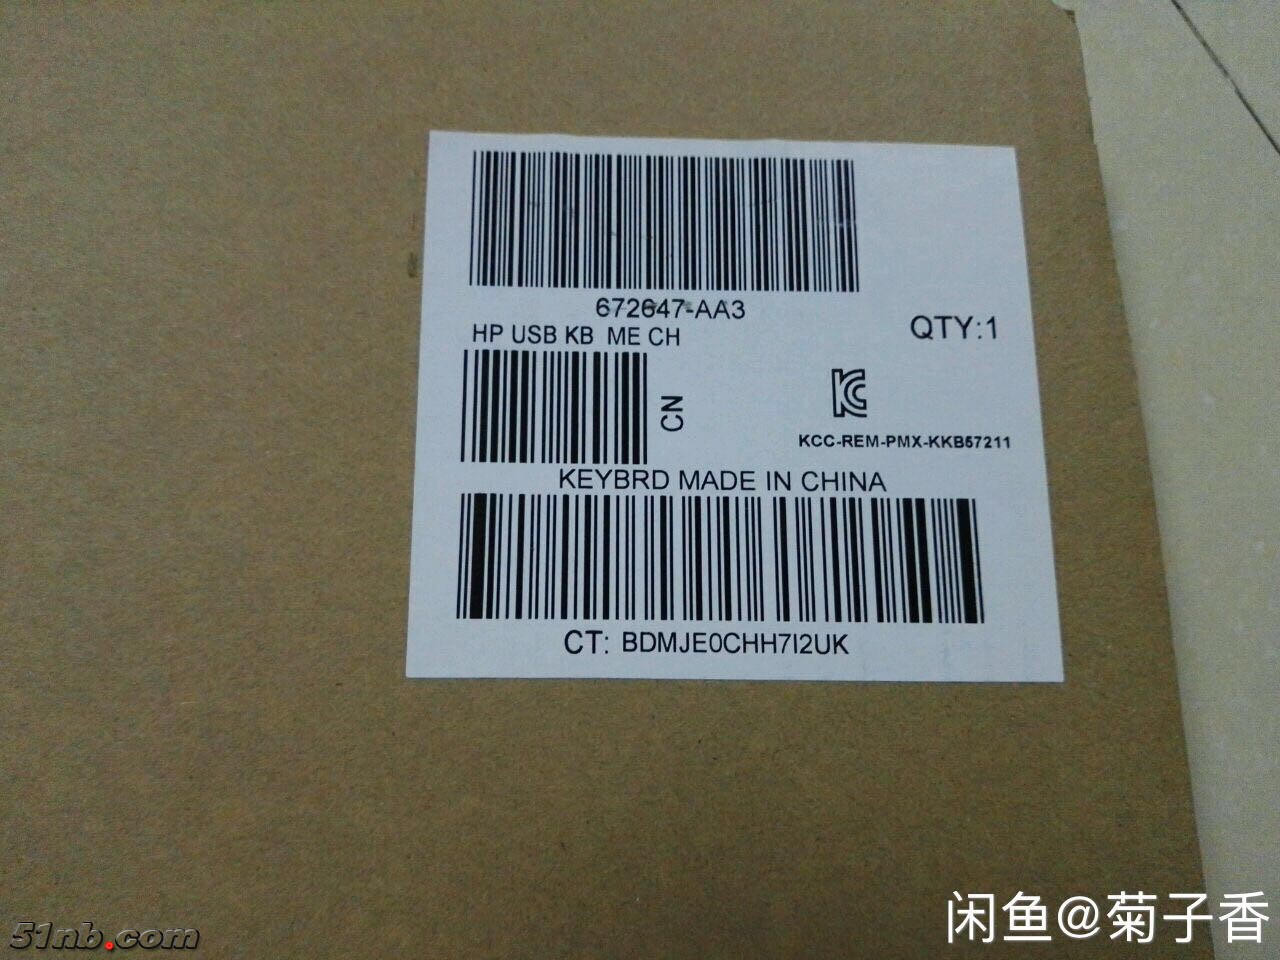 672647-AA3
HP USB KB ME CH
QTY:1
CN
KC
KCC-REM-PMX-KKB57211
KEYBRD MADE IN CHINA
CT: BDMJE0CHH7I2UK
51nb.com
闲鱼@菊子香